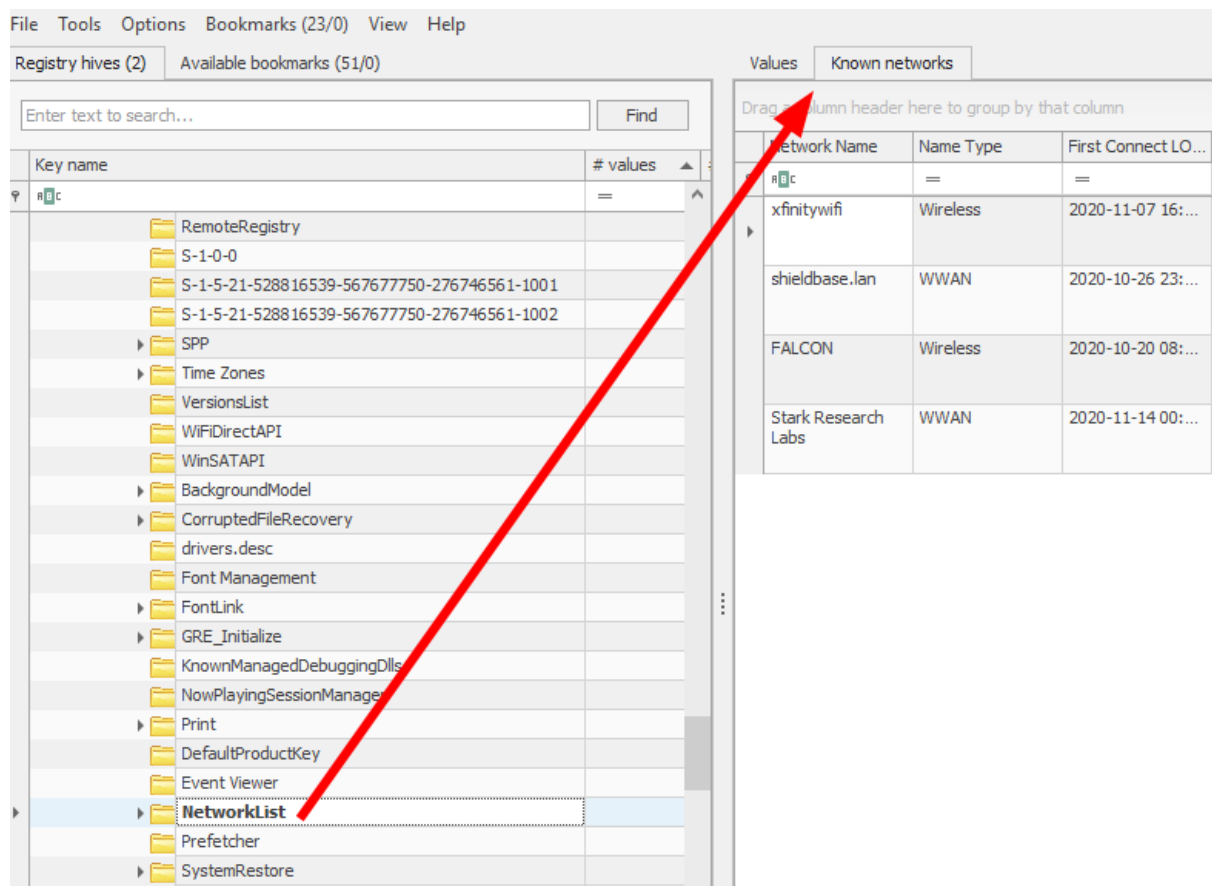 File Tools Options Bookmarks (23/0) View Help
Registry hives (2) Available bookmarks (51/0)
Enter text to search... Find
Key name # values
ABC =
RemoteRegistry
S-1-0-0
S-1-5-21-528816539-567677750-276746561-1001
S-1-5-21-528816539-567677750-276746561-1002
SPP
Time Zones
VersionsList
WiFiDirectAPI
WinSATAPI
BackgroundModel
CorruptedFileRecovery
drivers.desc
Font Management
FontLink
GRE_Initialize
KnownManagedDebuggingDlls
NowPlayingSessionManager
Print
DefaultProductKey
Event Viewer
NetworkList
Prefetcher
SystemRestore
Values Known networks
Drag a column header here to group by that column
Network Name Name Type First Connect LO...
ABC = =
xfinitywifi Wireless 2020-11-07 16:...
shieldbase.lan WWAN 2020-10-26 23:...
FALCON Wireless 2020-10-20 08:...
Stark Research WWAN 2020-11-14 00:...
Labs